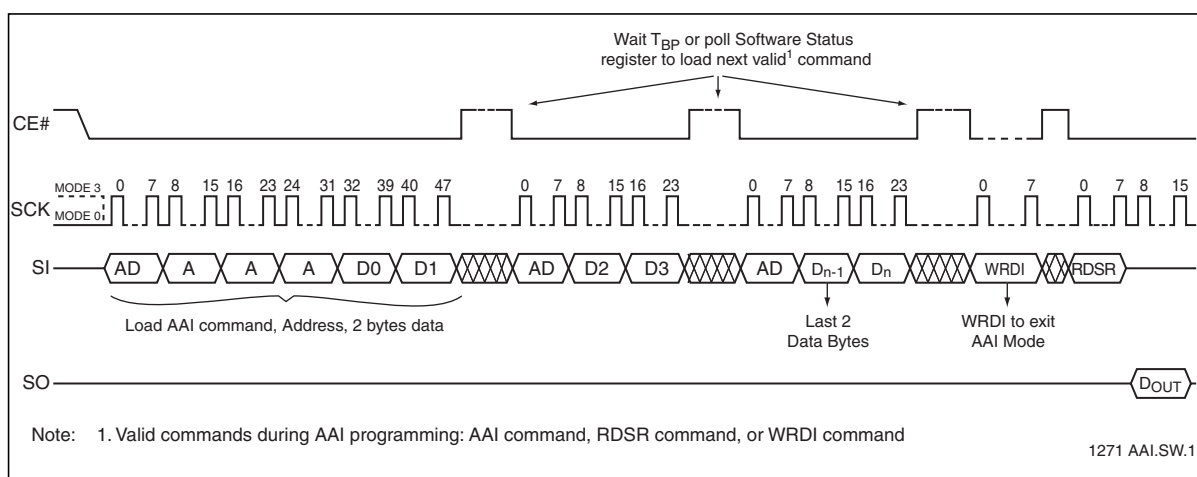 Wait TBP or poll Software Status
register to load next valid1 command
CE#
MODE 3
MODE 0
SCK
0 7 8 15 16 23 24 31 32 39 40 47 0 7 8 15 16 23 0 7 8 15 16 23 0 7 0 7 8 15
SI
AD A A A D0 D1 AD D2 D3 AD Dn-1 Dn WRDI RDSR
Load AAI command, Address, 2 bytes data
Last 2
Data Bytes
WRDI to exit
AAI Mode
SO
DOUT
Note: 1. Valid commands during AAI programming: AAI command, RDSR command, or WRDI command
1271 AAI.SW.1